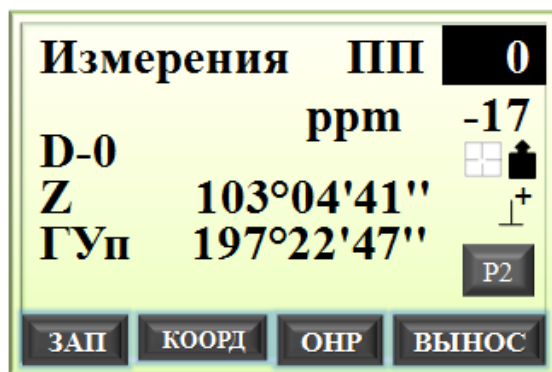 Измерения ПП 0
ppm -17
D-0
Z 103°04'41''
ГУп 197°22'47''
P2
ЗАП КООРД ОНР ВЫНОС